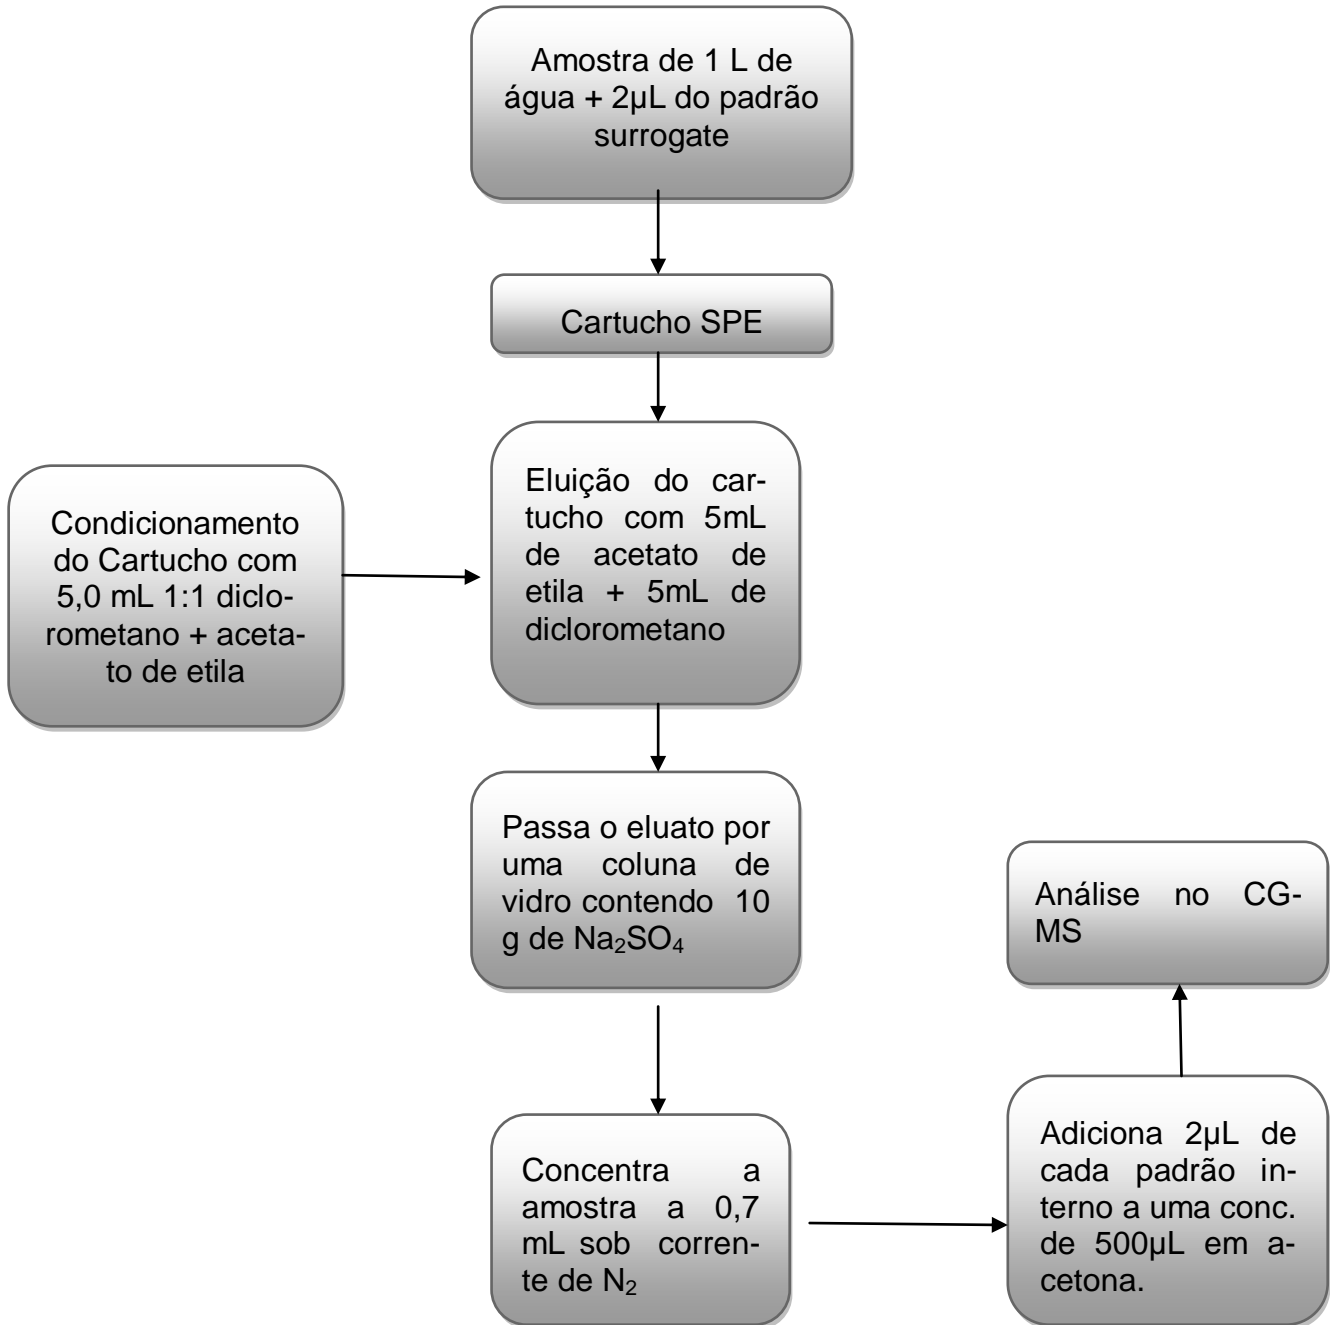 Amostra de 1 L de
água + 2µL do padrão
surrogate
Cartucho SPE
Condicionamento
do Cartucho com
5,0 mL 1:1 diclo-
rometano + aceta-
to de etila
Eluição do car-
tucho com 5mL
de acetato de
etila + 5mL de
diclorometano
Passa o eluato por
uma coluna de
vidro contendo 10
g de Na₂SO₄
Concentra a
amostra a 0,7
mL sob corren-
te de N₂
Adiciona 2µL de
cada padrão in-
terno a uma conc.
de 500µL em a-
cetona.
Análise no CG-
MS